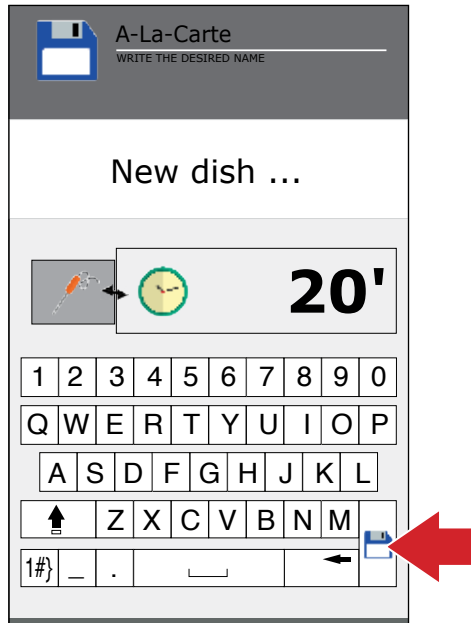 A-La-Carte
WRITE THE DESIRED NAME
New dish ...
20'
1 2 3 4 5 6 7 8 9 0
Q W E R T Y U I O P
A S D F G H J K L
Z X C V B N M
1#} _ .